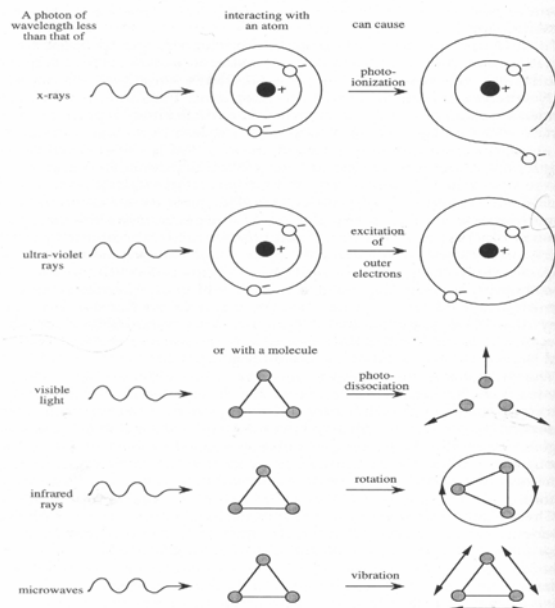 A photon of
wavelength less
than that of
interacting with
an atom
can cause
x-rays
+
−
−
photo-
ionization
+
−
−
ultra-violet
rays
+
−
−
excitation
of
outer
electrons
+
−
−
or with a molecule
visible
light
photo-
dissociation
infrared
rays
rotation
microwaves
vibration